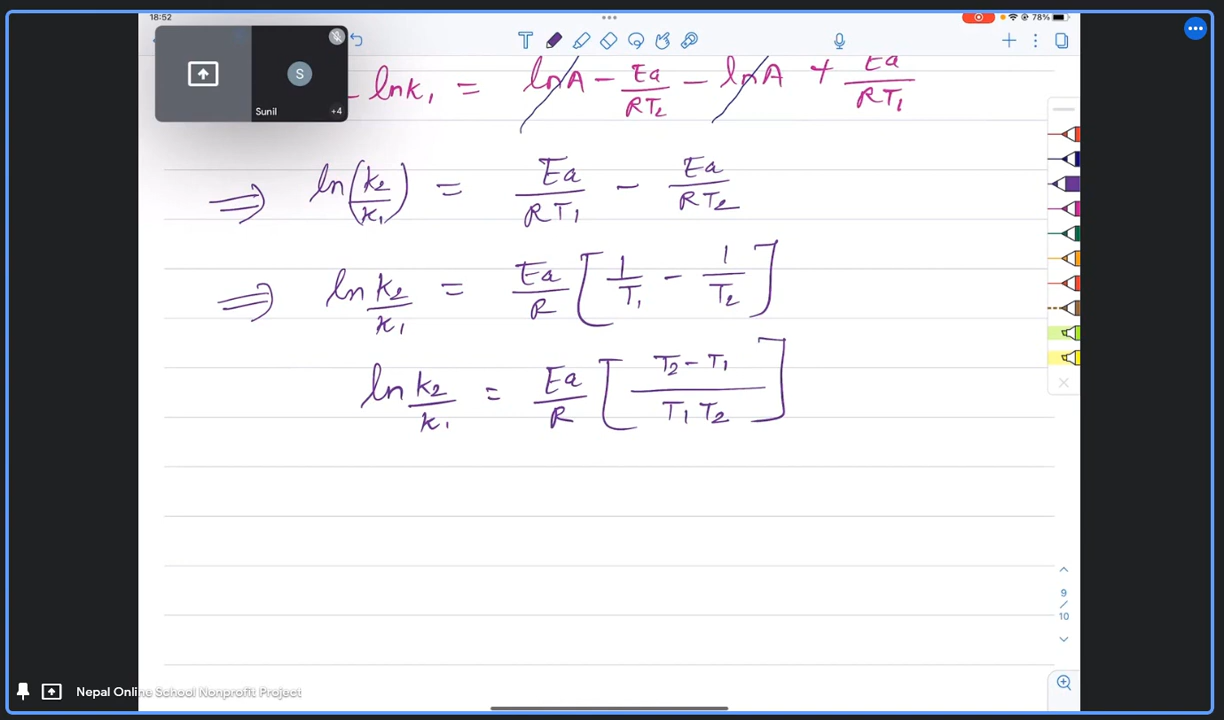 18:52
78%
- lnk₁ = lnA - Ea/RT₂ - lnA + Ea/RT₁
S
Sunil +4
⇒ ln(k₂/k₁) = Ea/RT₁ - Ea/RT₂
⇒ ln k₂/k₁ = Ea/R [1/T₁ - 1/T₂]
ln k₂/k₁ = Ea/R [T₂-T₁/T₁T₂]
9
/
10
Nepal Online School Nonprofit Project